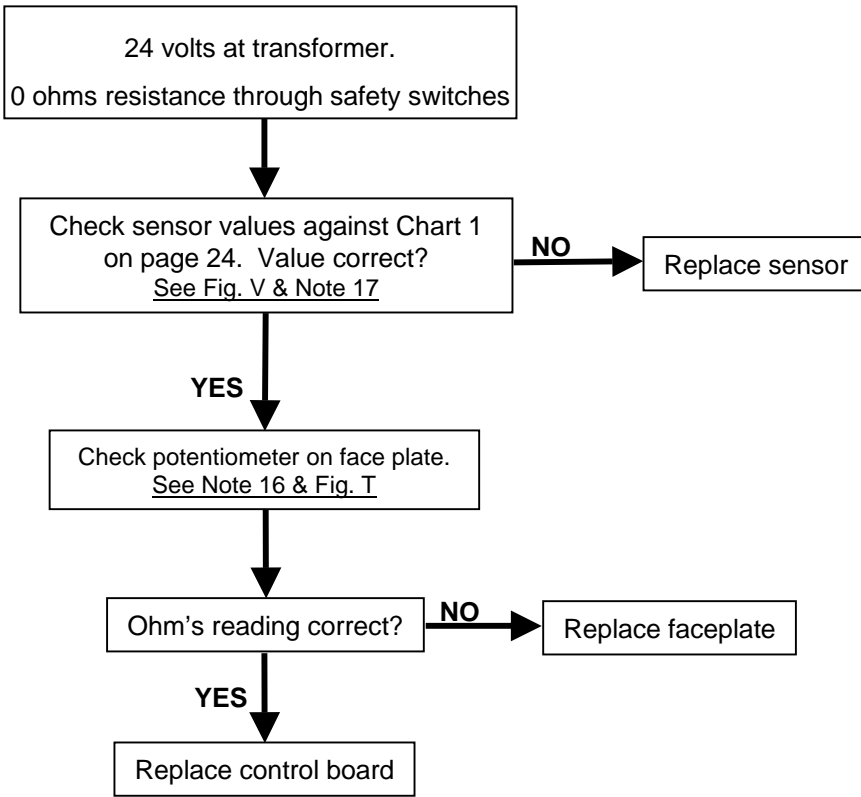 24 volts at transformer.
0 ohms resistance through safety switches
Check sensor values against Chart 1
on page 24. Value correct?
See Fig. V & Note 17
NO
Replace sensor
YES
Check potentiometer on face plate.
See Note 16 & Fig. T
Ohm's reading correct?
NO
Replace faceplate
YES
Replace control board